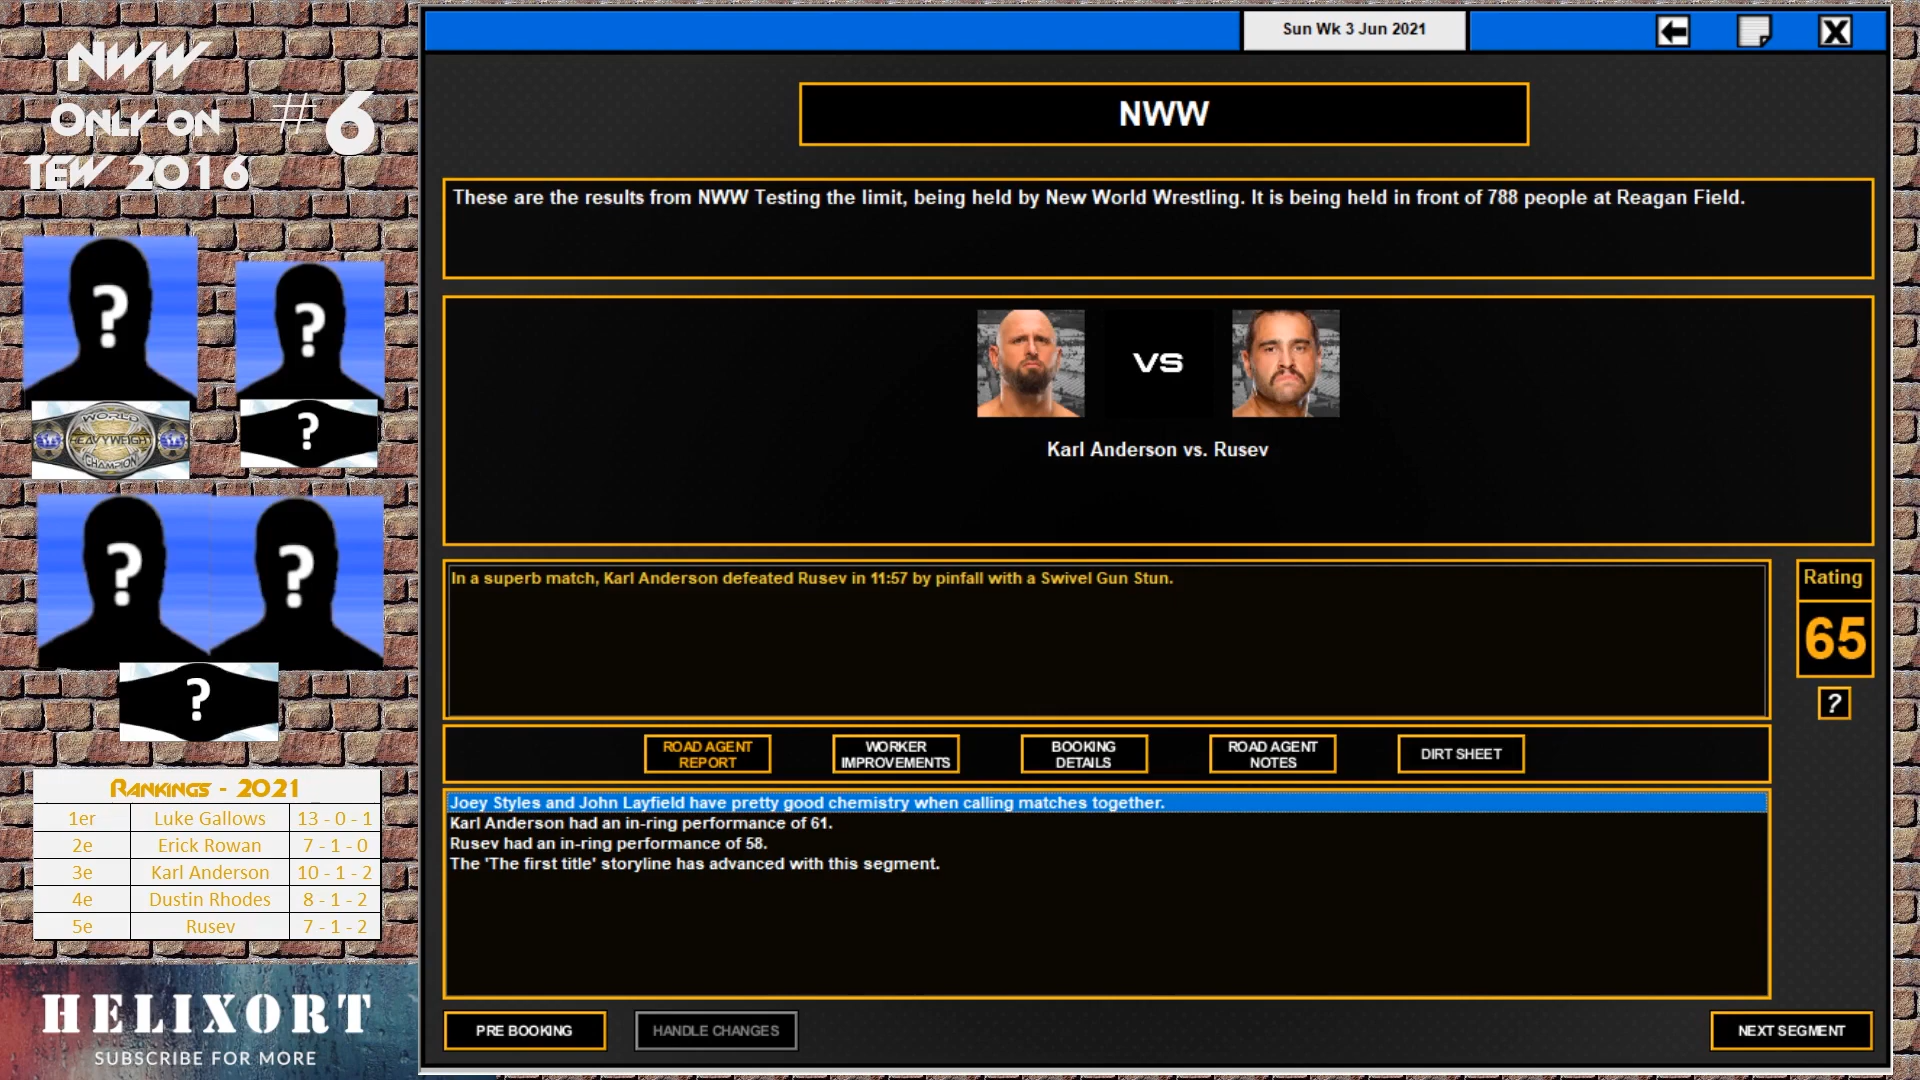 NWW
Only on
TEW 2016
#6
?
?
WORLD
HEAVYWEIGHT
CHAMPION
?
?
?
?
Rankings - 2021
1er Luke Gallows 13 - 0 - 1
2e Erick Rowan 7 - 1 - 0
3e Karl Anderson 10 - 1 - 2
4e Dustin Rhodes 8 - 1 - 2
5e Rusev 7 - 1 - 2
HELIXORT
SUBSCRIBE FOR MORE
Sun Wk 3 Jun 2021
NWW
These are the results from NWW Testing the limit, being held by New World Wrestling. It is being held in front of 788 people at Reagan Field.
VS
Karl Anderson vs. Rusev
In a superb match, Karl Anderson defeated Rusev in 11:57 by pinfall with a Swivel Gun Stun.
Rating
65
?
ROAD AGENT
REPORT
WORKER
IMPROVEMENTS
BOOKING
DETAILS
ROAD AGENT
NOTES
DIRT SHEET
Joey Styles and John Layfield have pretty good chemistry when calling matches together.
Karl Anderson had an in-ring performance of 61.
Rusev had an in-ring performance of 58.
The 'The first title' storyline has advanced with this segment.
PRE BOOKING
HANDLE CHANGES
NEXT SEGMENT